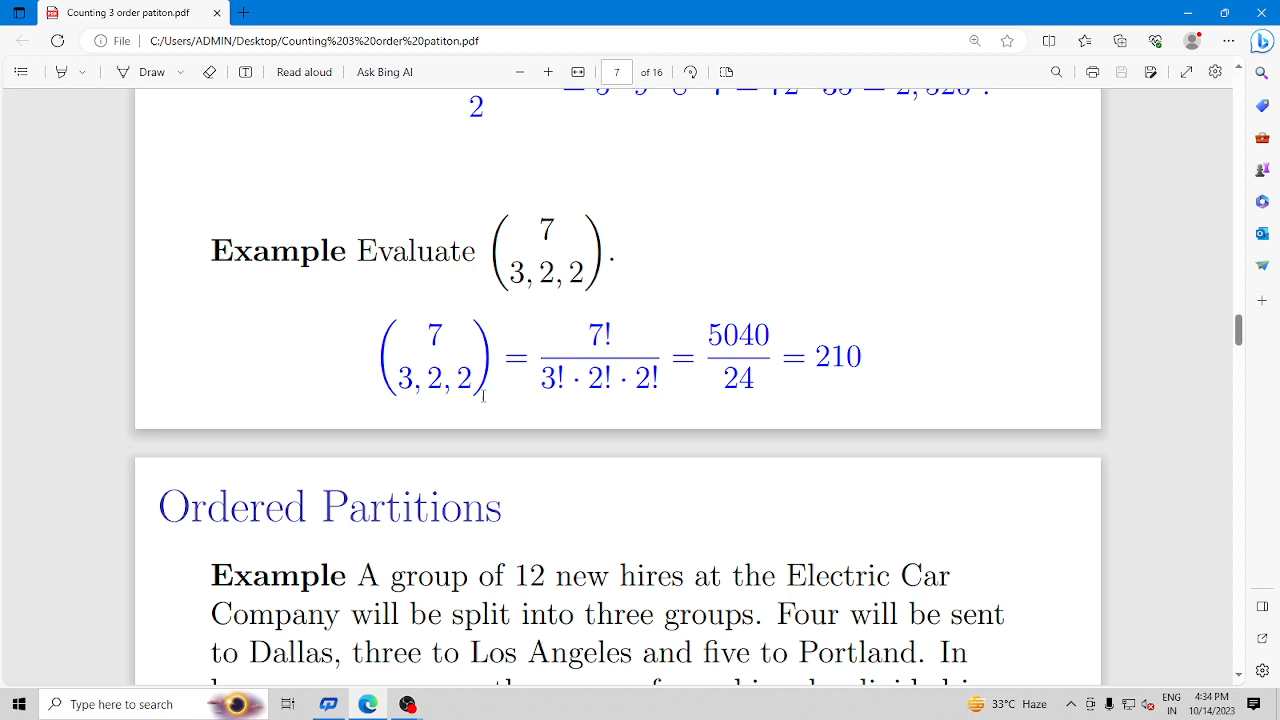 Counting 3 order patiton.pdf
File C:/Users/ADMIN/Desktop/Counting%203%20order%20patiton.pdf
Draw Read aloud Ask Bing AI 7 of 16
2
Example Evaluate (7 3, 2, 2).
(7 3, 2, 2) = 7!/3! · 2! · 2! = 5040/24 = 210
Ordered Partitions
Example A group of 12 new hires at the Electric Car
Company will be split into three groups. Four will be sent
to Dallas, three to Los Angeles and five to Portland. In
Type here to search
33°C Haze
ENG
IN
4:34 PM
10/14/2023